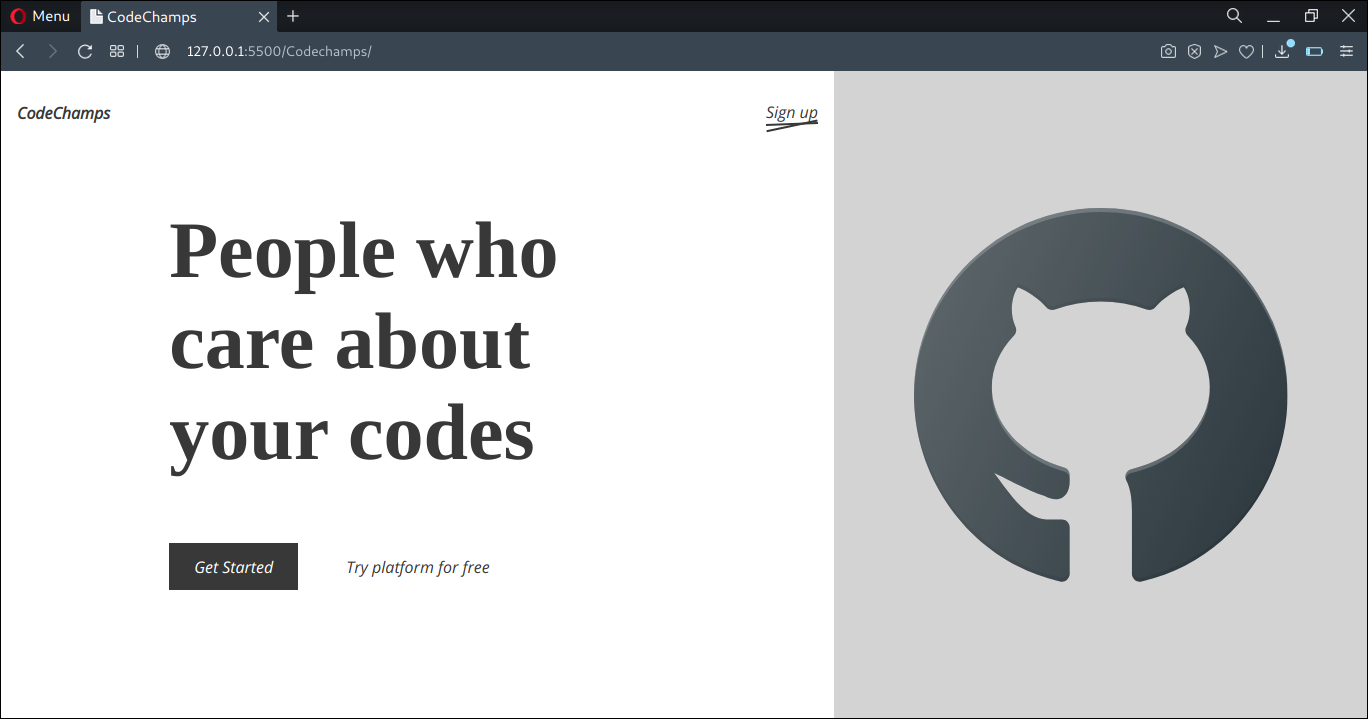 Menu
CodeChamps
127.0.0.1:5500/Codechamps/
CodeChamps
Sign up
People who
care about
your codes
Get Started
Try platform for free